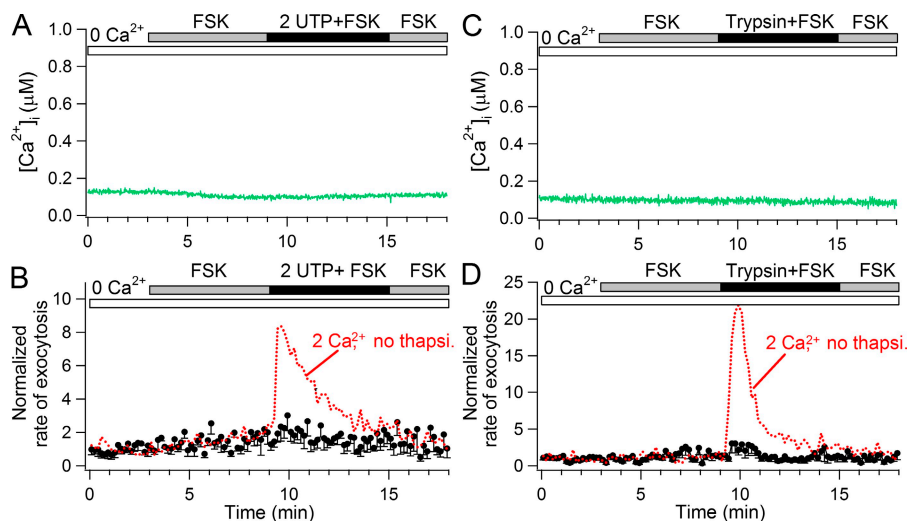 A
0 Ca²⁺
FSK
2 UTP+FSK
FSK
[Ca²⁺]i (μM)
1.0
0.8
0.6
0.4
0.2
0.0
0
5
10
15
C
0 Ca²⁺
FSK
Trypsin+FSK
FSK
[Ca²⁺]i (μM)
1.0
0.8
0.6
0.4
0.2
0.0
0
5
10
15
B
0 Ca²⁺
FSK
2 UTP+ FSK
FSK
Normalized
rate of exocytosis
10
8
6
4
2
0
2 Ca²⁺, no thapsi.
0
5
10
15
Time (min)
D
0 Ca²⁺
FSK
Trypsin+FSK
FSK
Normalized
rate of exocytosis
25
20
15
10
5
0
2 Ca²⁺, no thapsi.
0
5
10
15
Time (min)